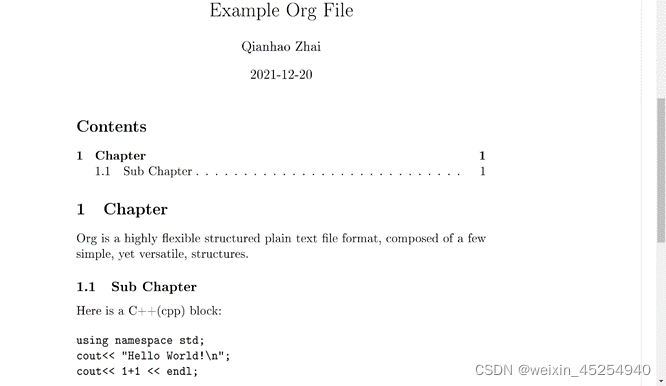 Example Org File
Qianhao Zhai
2021-12-20
Contents
1 Chapter 1
1.1 Sub Chapter . . . . . . . . . . . . . . . . . . . . . . . . . . . . 1
1 Chapter
Org is a highly flexible structured plain text file format, composed of a few
simple, yet versatile, structures.
1.1 Sub Chapter
Here is a C++(cpp) block:
using namespace std;
cout<< "Hello World!\n";
cout<< 1+1 << endl;
CSDN @weixin_45254940